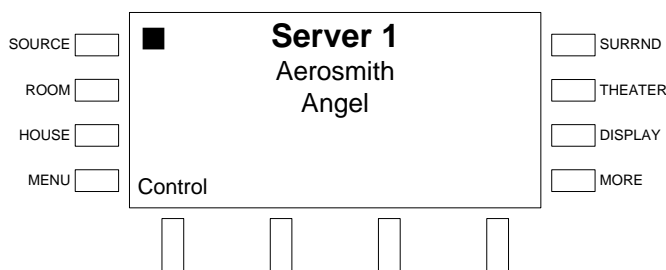 SOURCE
ROOM
HOUSE
MENU
Server 1
Aerosmith
Angel
Control
SURRND
THEATER
DISPLAY
MORE